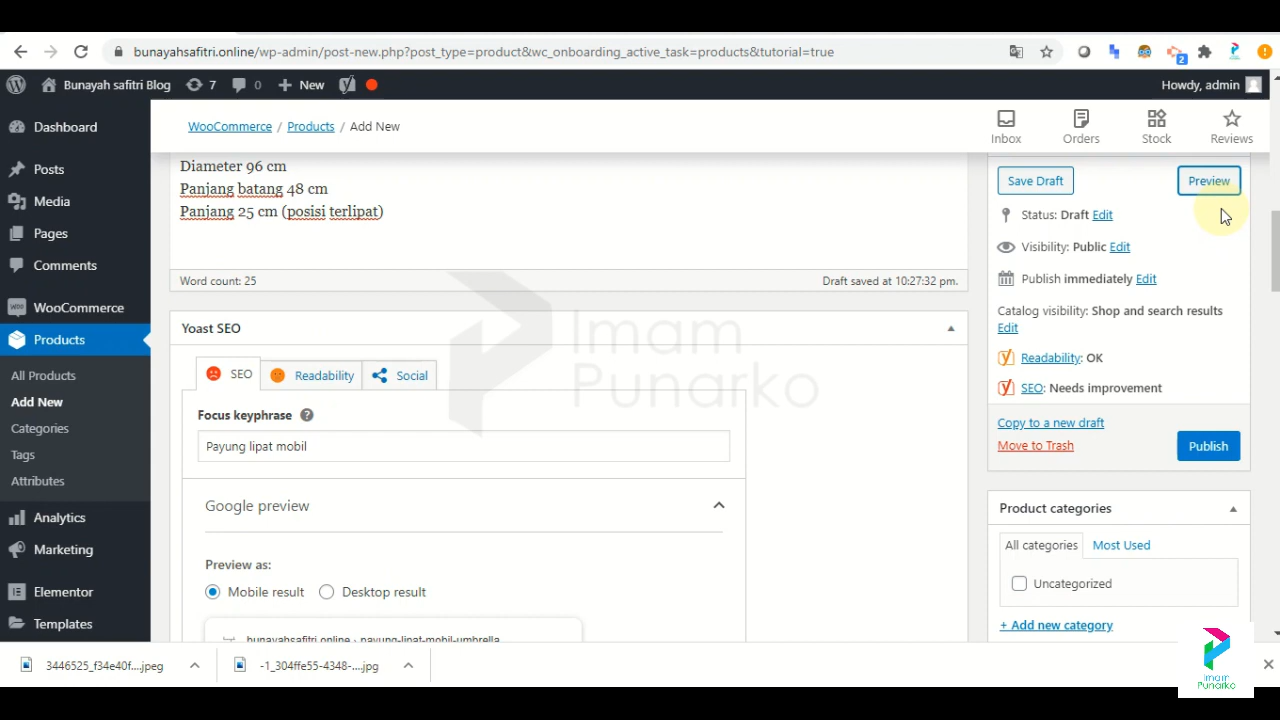 bunayahsafitri.online/wp-admin/post-new.php?post_type=product&wc_onboarding_active_task=products&tutorial=true
2
Bunayah safitri Blog
7
0
New
Howdy, admin
Dashboard
Posts
Media
Pages
Comments
WooCommerce
Products
All Products
Add New
Categories
Tags
Attributes
Analytics
Marketing
Elementor
Templates
WooCommerce / Products / Add New
Inbox
Orders
Stock
Reviews
Diameter 96 cm
Panjang batang 48 cm
Panjang 25 cm (posisi terlipat)
Word count: 25
Draft saved at 10:27:32 pm.
Yoast SEO
SEO
Readability
Social
Focus keyphrase
Payung lipat mobil
Google preview
Preview as:
Mobile result
Desktop result
bunayahsafitri.online › payung-lipat-mobil-umbrella
Save Draft
Preview
Status: Draft Edit
Visibility: Public Edit
Publish immediately Edit
Catalog visibility: Shop and search results
Edit
Readability: OK
SEO: Needs improvement
Copy to a new draft
Move to Trash
Publish
Product categories
All categories
Most Used
Uncategorized
+ Add new category
Imam
Punarko
3446525_f34e40f....jpeg
-1_304ffe55-4348-....jpg
Imam
Punarko